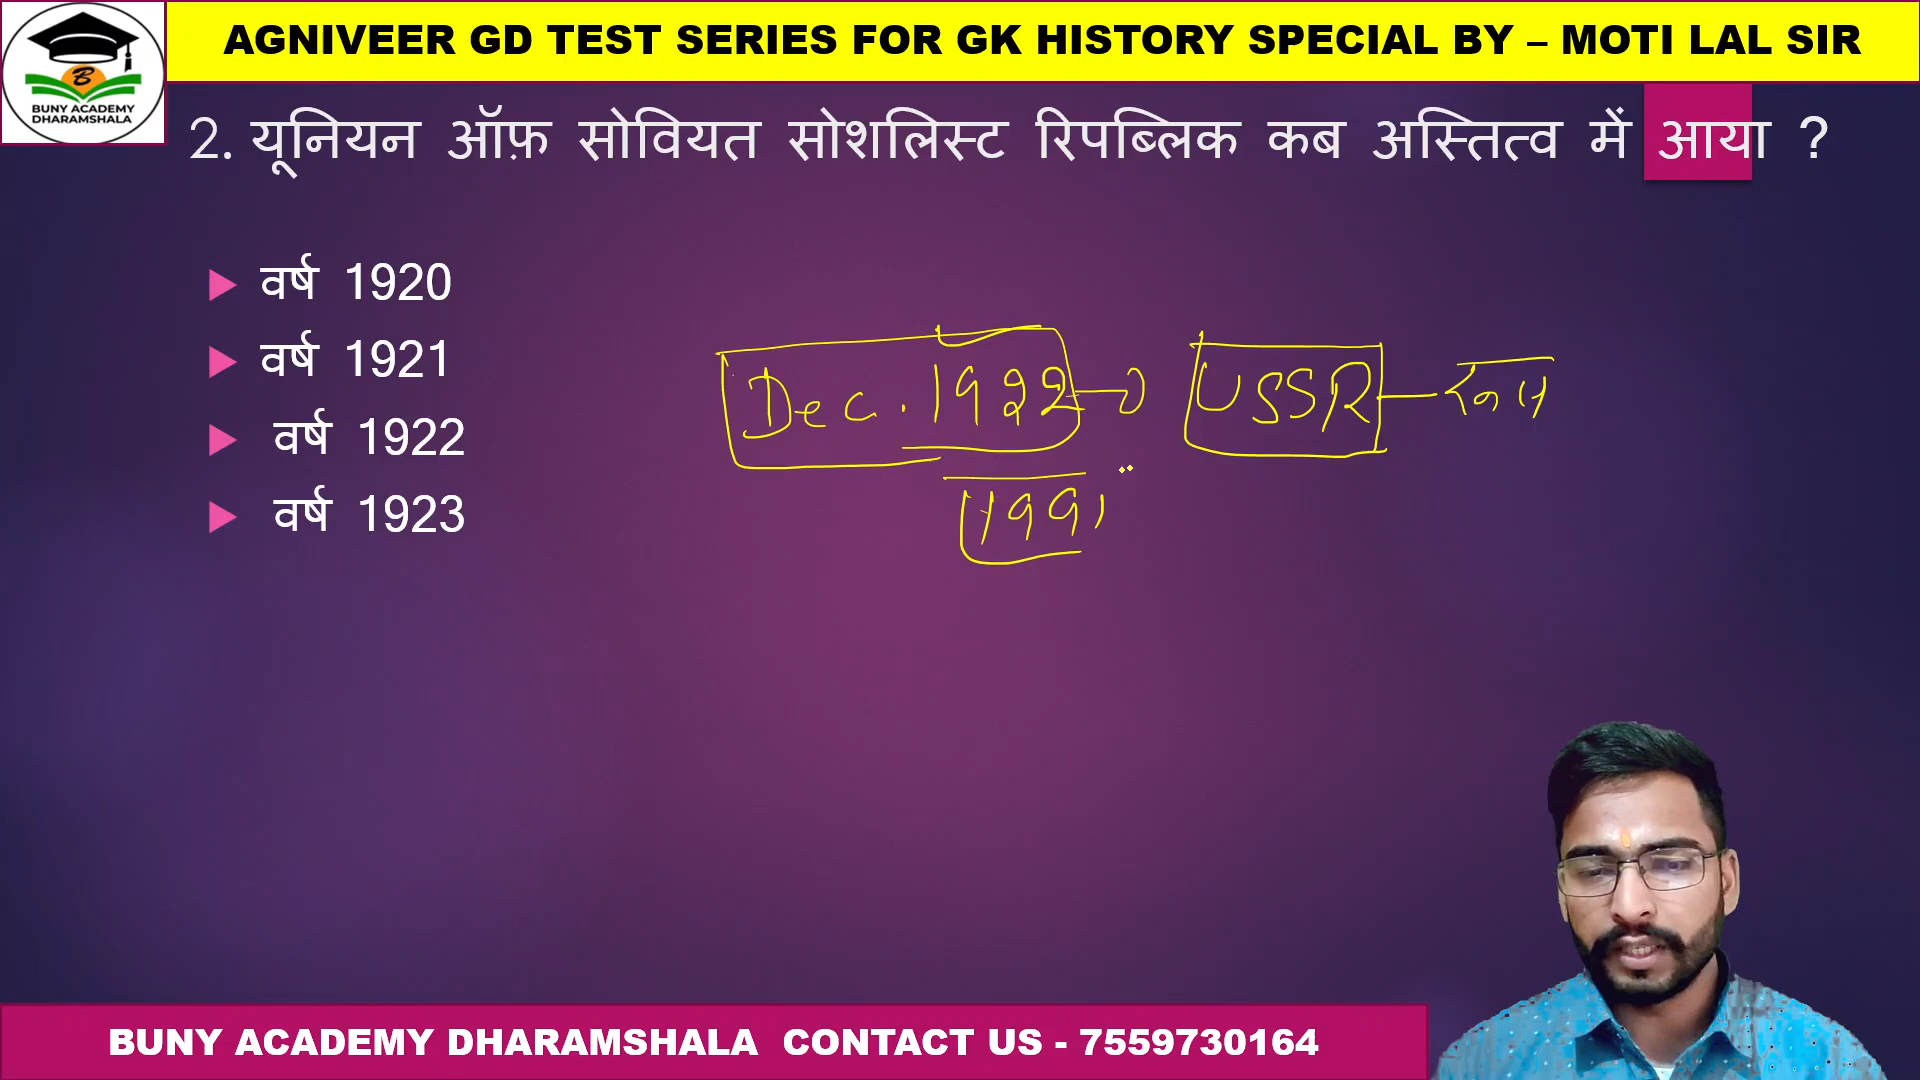 AGNIVEER GD TEST SERIES FOR GK HISTORY SPECIAL BY – MOTI LAL SIR
B
BUNY ACADEMY
DHARAMSHALA
2. यूनियन ऑफ़ सोवियत सोशलिस्ट रिपब्लिक कब अस्तित्व में आया ?
वर्ष 1920
वर्ष 1921
वर्ष 1922
वर्ष 1923
Dec. 1922
USSR
1991
BUNY ACADEMY DHARAMSHALA CONTACT US - 7559730164